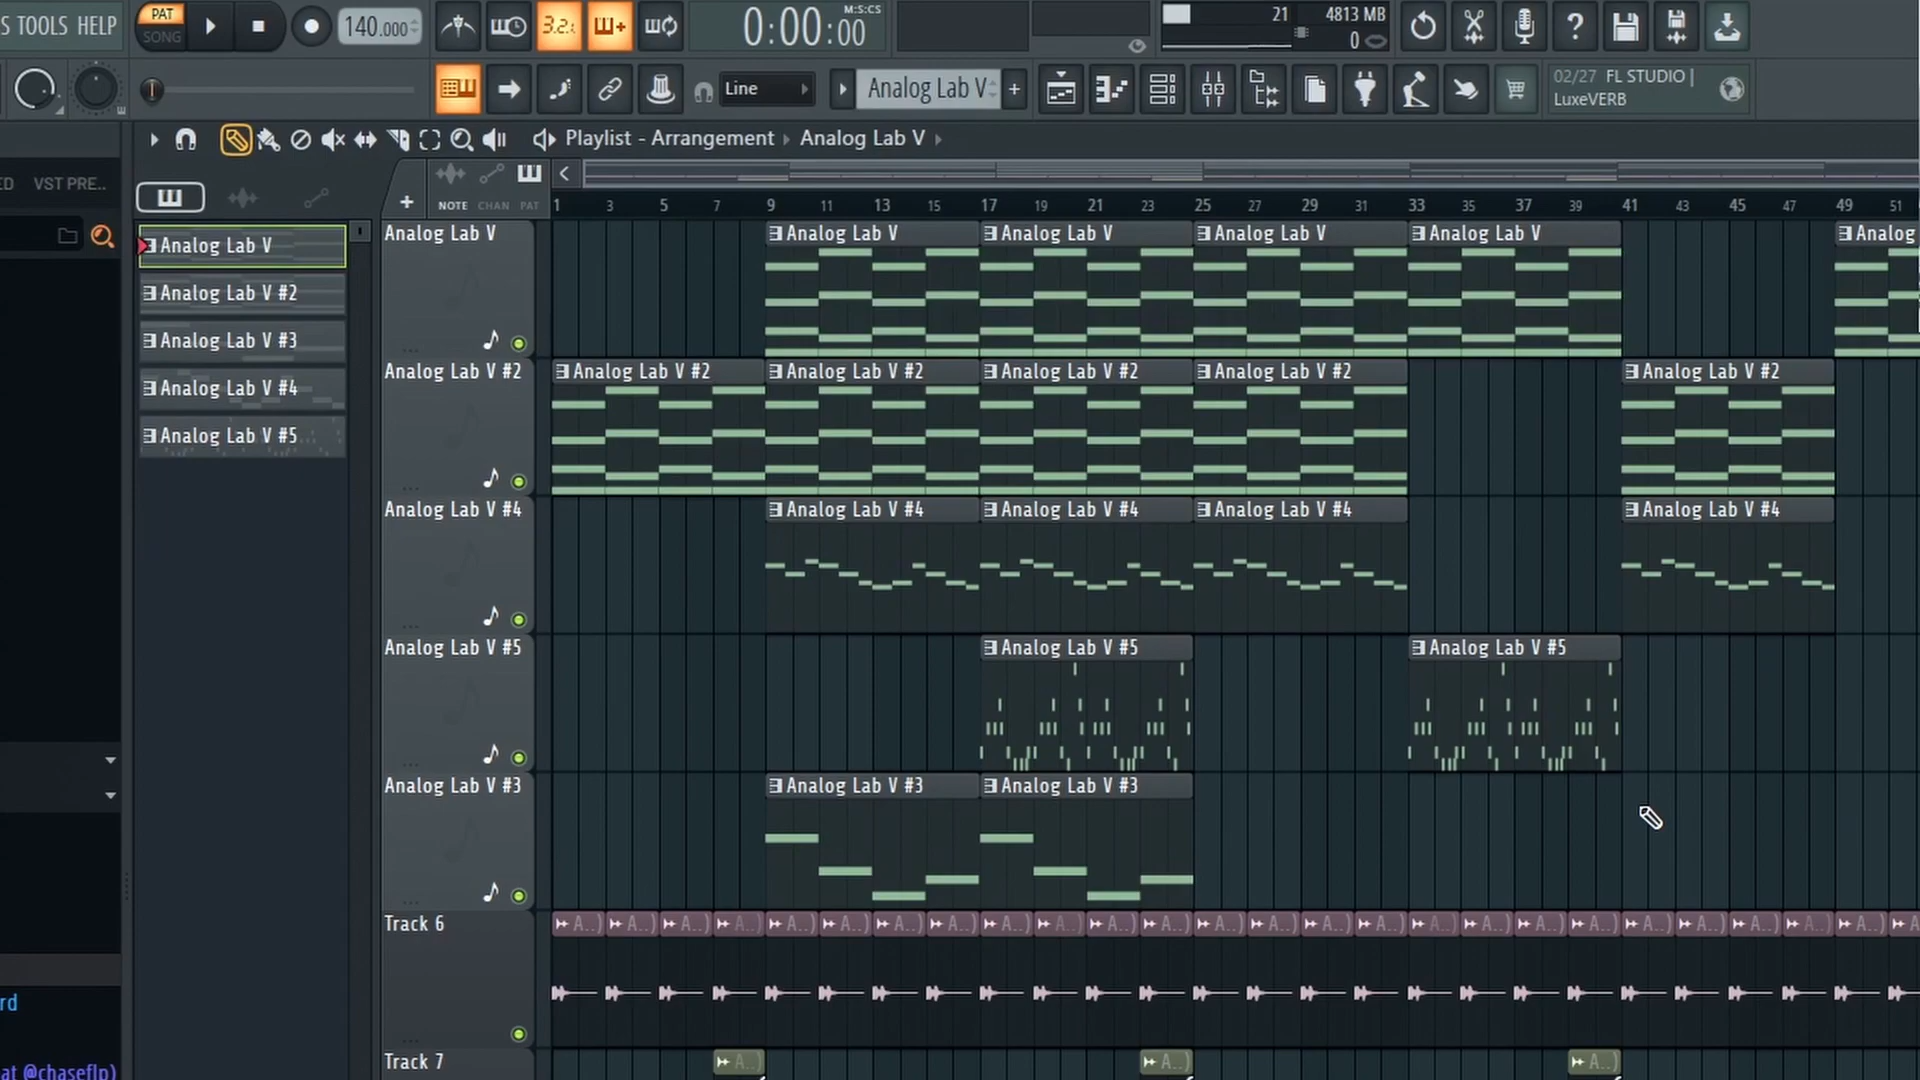 S TOOLS HELP
PAT
SONG
140.000
3.2.
0:00:00
M:S:CS
21
4813 MB
0
Line
Analog Lab V
+
02/27 FL STUDIO |
LuxeVERB
Playlist - Arrangement › Analog Lab V ›
ED VST PRE..
NOTE CHAN PAT
+
1 3 5 7 9 11 13 15 17 19 21 23 25 27 29 31 33 35 37 39 41 43 45 47 49 51
Analog Lab V
Analog Lab V #2
Analog Lab V #3
Analog Lab V #4
Analog Lab V #5
Analog Lab V
Analog Lab V Analog Lab V Analog Lab V Analog Lab V Analog
Analog Lab V #2
Analog Lab V #2 Analog Lab V #2 Analog Lab V #2 Analog Lab V #2 Analog Lab V #2
Analog Lab V #4
Analog Lab V #4 Analog Lab V #4 Analog Lab V #4 Analog Lab V #4
Analog Lab V #5
Analog Lab V #5 Analog Lab V #5
Analog Lab V #3
Analog Lab V #3 Analog Lab V #3
Track 6
A..) A..) A..) A..) A..) A..) A..) A..) A..) A..) A..) A..) A..) A..) A..) A..) A..) A..) A..) A..) A..) A..) A..) A..) A..) A
Track 7
A..) A..) A..)
rd
at @chaseflp)